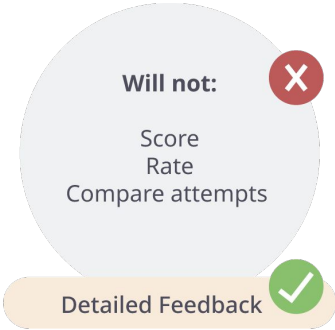 Will not:
Score
Rate
Compare attempts
Detailed Feedback